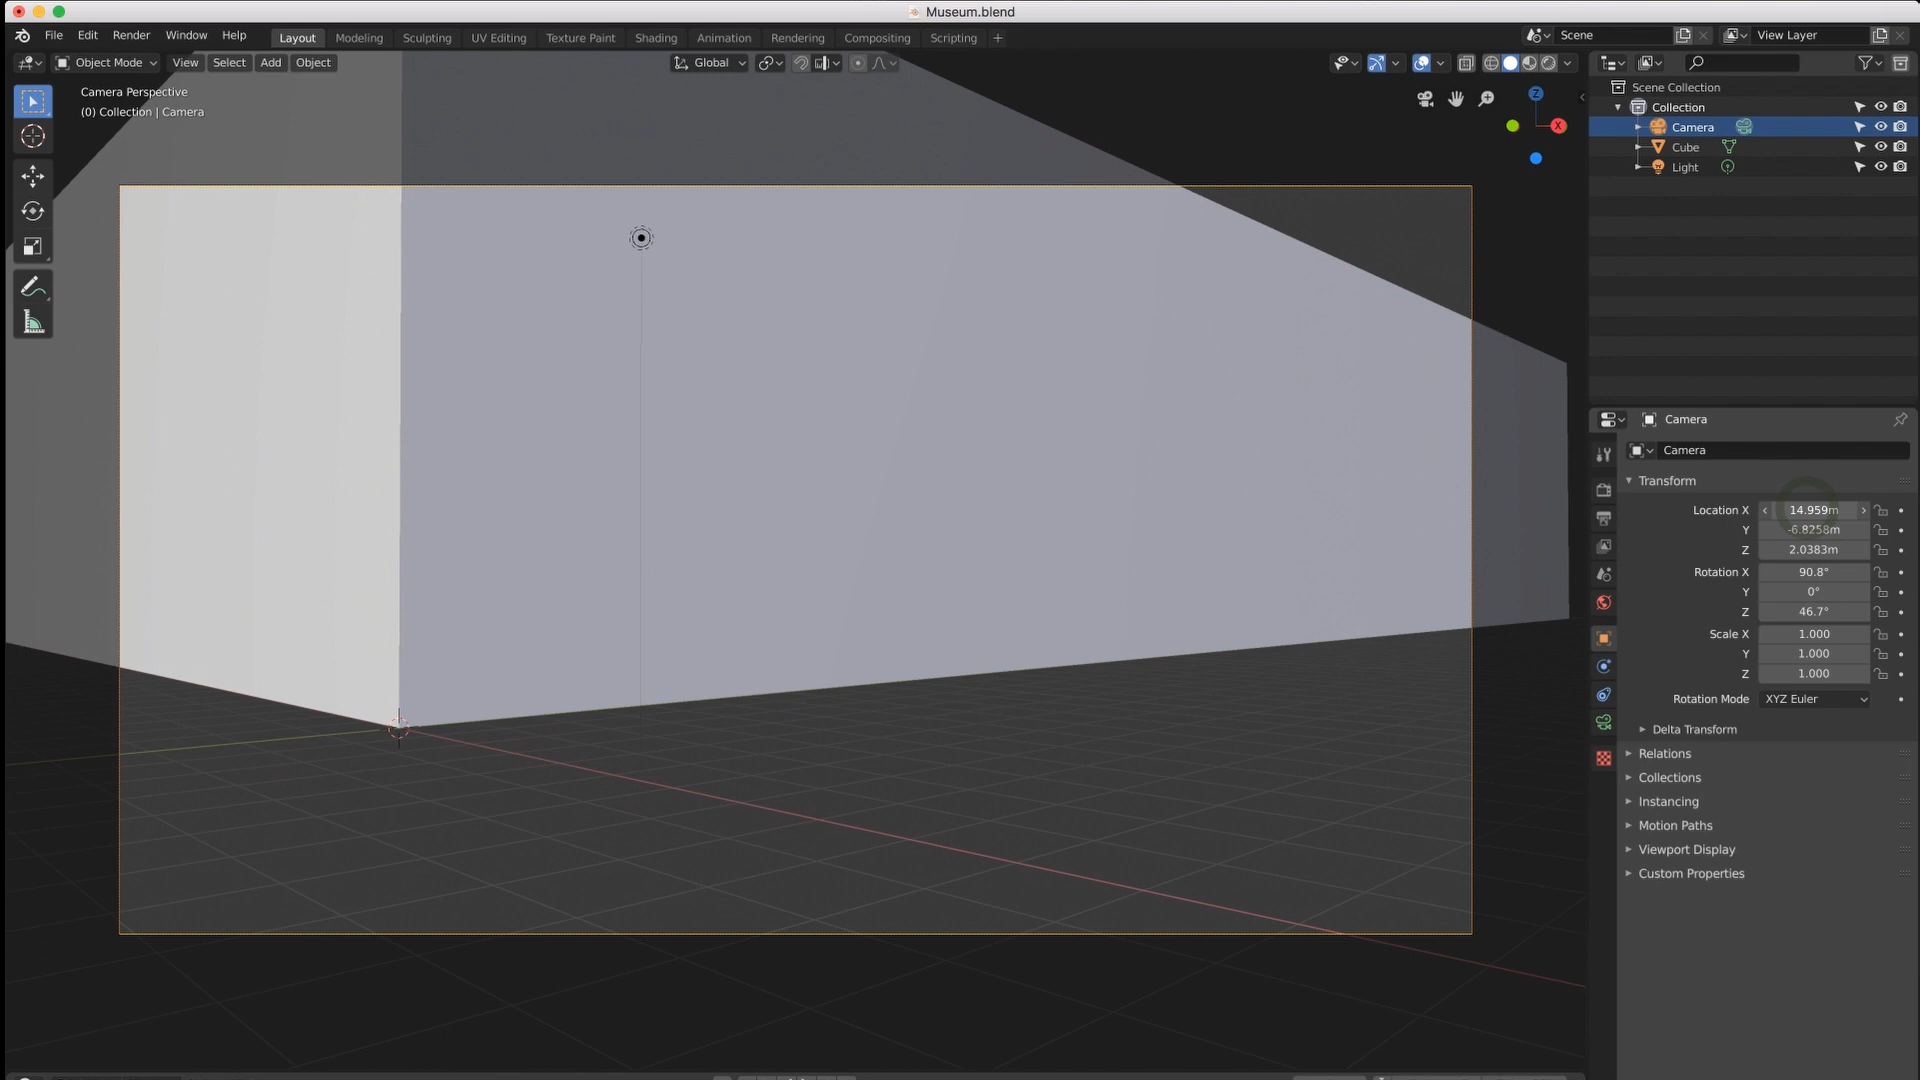 Museum.blend
File Edit Render Window Help
Layout Modeling Sculpting UV Editing Texture Paint Shading Animation Rendering Compositing Scripting +
Scene
View Layer
Object Mode View Select Add Object
Global
Camera Perspective
(0) Collection | Camera
Z
X
Scene Collection
Collection
Camera
Cube
Light
Camera
Camera
Transform
Location X 14.959m
Y -6.8258m
Z 2.0383m
Rotation X 90.8°
Y 0°
Z 46.7°
Scale X 1.000
Y 1.000
Z 1.000
Rotation Mode XYZ Euler
Delta Transform
Relations
Collections
Instancing
Motion Paths
Viewport Display
Custom Properties